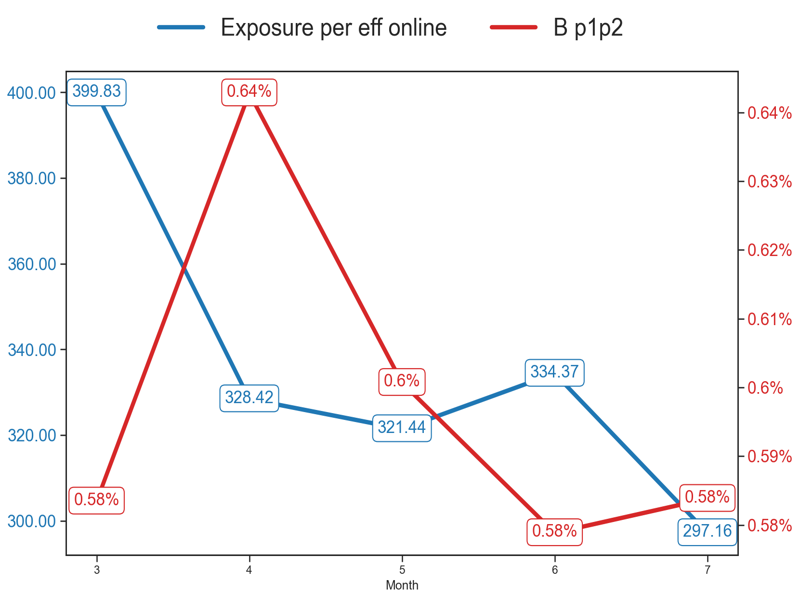 Exposure per eff online B p1p2
400.00 399.83 0.64%
0.64%
380.00
0.63%
360.00
0.62%
0.61%
340.00
334.37
0.6% 0.6%
328.42
321.44
320.00
0.59%
0.58% 0.58%
300.00 0.58% 297.16 0.58%
3 4 5 6 7
Month